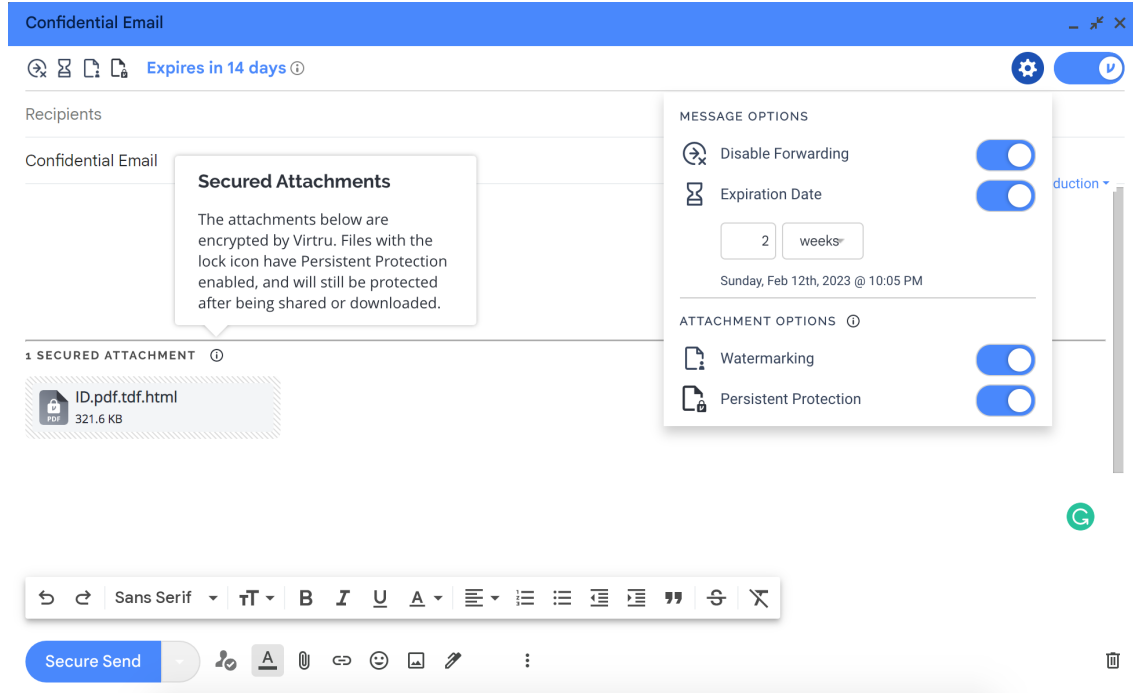 Confidential Email
Expires in 14 days
Recipients
Confidential Email
Secured Attachments
The attachments below are
encrypted by Virtru. Files with the
lock icon have Persistent Protection
enabled, and will still be protected
after being shared or downloaded.
MESSAGE OPTIONS
Disable Forwarding
Expiration Date
2 weeks
Sunday, Feb 12th, 2023 @ 10:05 PM
ATTACHMENT OPTIONS
Watermarking
Persistent Protection
duction
1 SECURED ATTACHMENT
ID.pdf.tdf.html
PDF
321.6 KB
Sans Serif
Secure Send